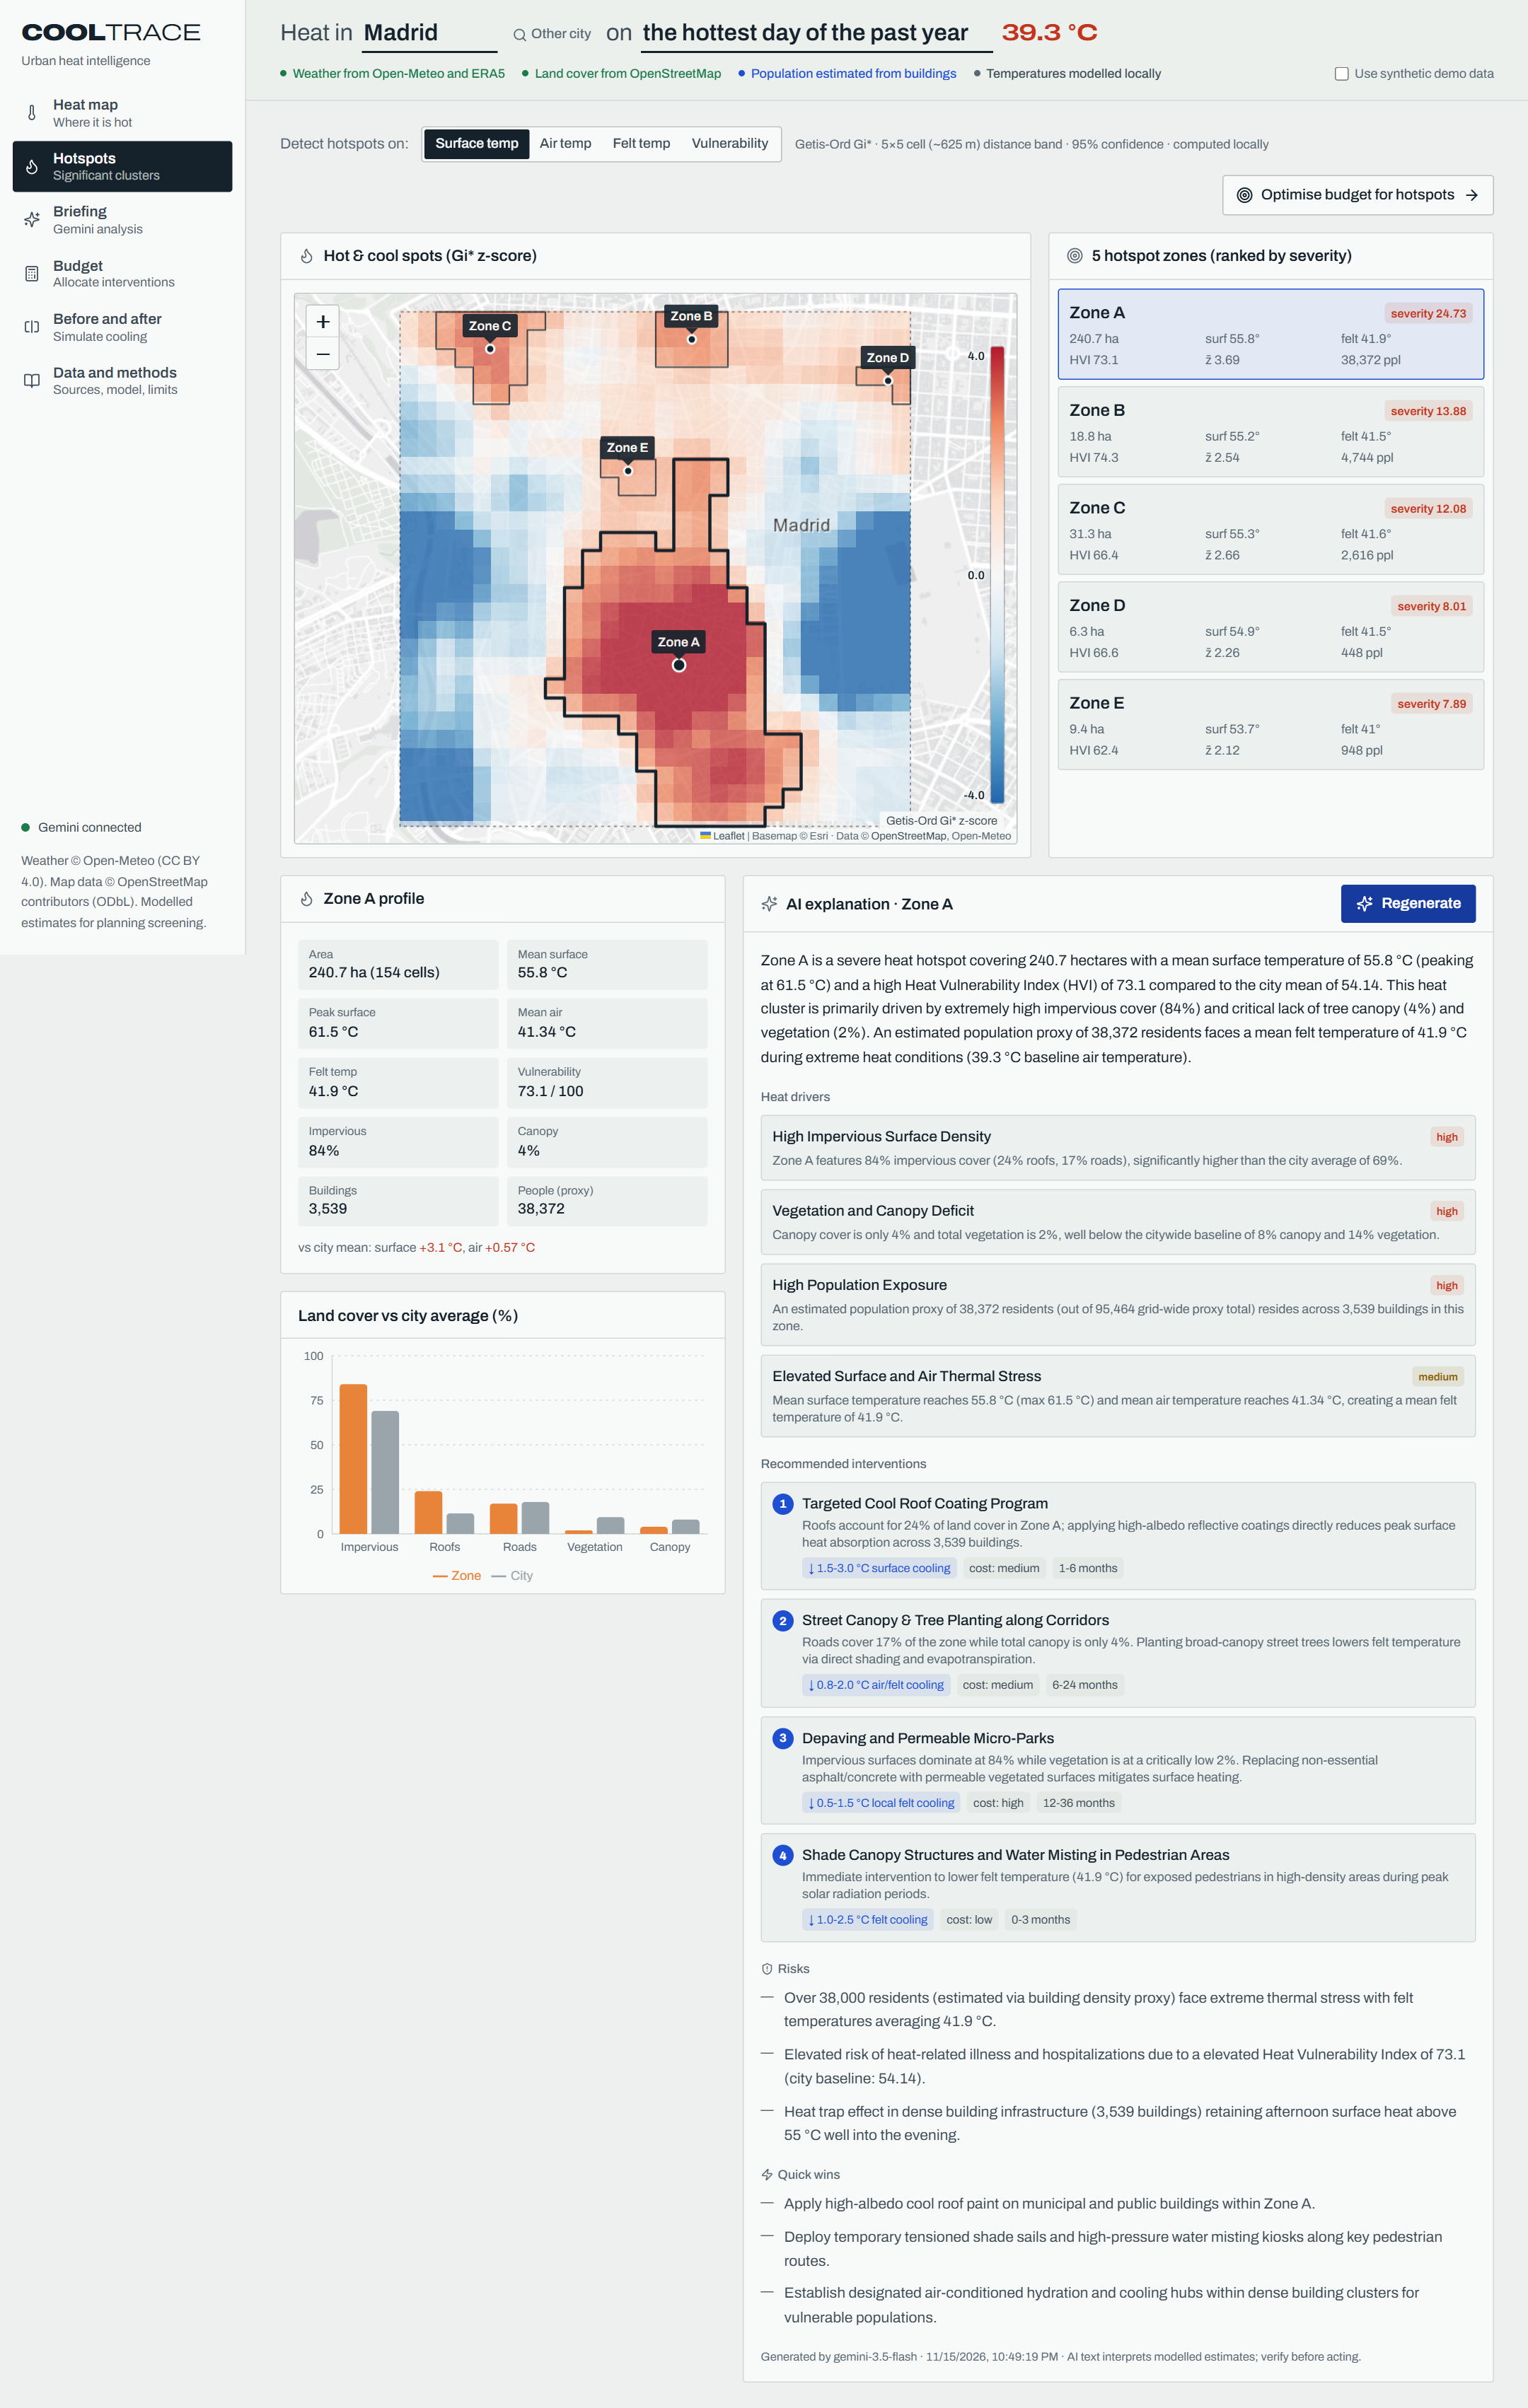 COOLTRACE
Urban heat intelligence
Heat map
Where it is hot
Hotspots
Significant clusters
Briefing
Gemini analysis
Budget
Allocate interventions
Before and after
Simulate cooling
Data and methods
Sources, model, limits
Gemini connected
Weather © Open-Meteo (CC BY
4.0). Map data © OpenStreetMap
contributors (ODbL). Modelled
estimates for planning screening.
Heat in Madrid Other city on the hottest day of the past year 39.3 °C
Weather from Open-Meteo and ERA5 Land cover from OpenStreetMap Population estimated from buildings Temperatures modelled locally Use synthetic demo data
Detect hotspots on: Surface temp Air temp Felt temp Vulnerability Getis-Ord Gi* · 5×5 cell (~625 m) distance band · 95% confidence · computed locally
Optimise budget for hotspots
Hot & cool spots (Gi* z-score)
+
−
Zone C
Zone B
Zone D
Zone E
Madrid
Zone A
4.0
0.0
-4.0
Getis-Ord Gi* z-score
Leaflet | Basemap © Esri · Data © OpenStreetMap, Open-Meteo
5 hotspot zones (ranked by severity)
Zone A severity 24.73
240.7 ha surf 55.8° felt 41.9°
HVI 73.1 z̄ 3.69 38,372 ppl
Zone B severity 13.88
18.8 ha surf 55.2° felt 41.5°
HVI 74.3 z̄ 2.54 4,744 ppl
Zone C severity 12.08
31.3 ha surf 55.3° felt 41.6°
HVI 66.4 z̄ 2.66 2,616 ppl
Zone D severity 8.01
6.3 ha surf 54.9° felt 41.5°
HVI 66.6 z̄ 2.26 448 ppl
Zone E severity 7.89
9.4 ha surf 53.7° felt 41°
HVI 62.4 z̄ 2.12 948 ppl
Zone A profile
Area Mean surface
240.7 ha (154 cells) 55.8 °C
Peak surface Mean air
61.5 °C 41.34 °C
Felt temp Vulnerability
41.9 °C 73.1 / 100
Impervious Canopy
84% 4%
Buildings People (proxy)
3,539 38,372
vs city mean: surface +3.1 °C, air +0.57 °C
Land cover vs city average (%)
100
75
50
25
0
Impervious Roofs Roads Vegetation Canopy
Zone City
AI explanation · Zone A Regenerate
Zone A is a severe heat hotspot covering 240.7 hectares with a mean surface temperature of 55.8 °C (peaking
at 61.5 °C) and a high Heat Vulnerability Index (HVI) of 73.1 compared to the city mean of 54.14. This heat
cluster is primarily driven by extremely high impervious cover (84%) and critical lack of tree canopy (4%) and
vegetation (2%). An estimated population proxy of 38,372 residents faces a mean felt temperature of 41.9 °C
during extreme heat conditions (39.3 °C baseline air temperature).
Heat drivers
High Impervious Surface Density high
Zone A features 84% impervious cover (24% roofs, 17% roads), significantly higher than the city average of 69%.
Vegetation and Canopy Deficit high
Canopy cover is only 4% and total vegetation is 2%, well below the citywide baseline of 8% canopy and 14% vegetation.
High Population Exposure high
An estimated population proxy of 38,372 residents (out of 95,464 grid-wide proxy total) resides across 3,539 buildings in this
zone.
Elevated Surface and Air Thermal Stress medium
Mean surface temperature reaches 55.8 °C (max 61.5 °C) and mean air temperature reaches 41.34 °C, creating a mean felt
temperature of 41.9 °C.
Recommended interventions
1 Targeted Cool Roof Coating Program
Roofs account for 24% of land cover in Zone A; applying high-albedo reflective coatings directly reduces peak surface
heat absorption across 3,539 buildings.
↓ 1.5-3.0 °C surface cooling cost: medium 1-6 months
2 Street Canopy & Tree Planting along Corridors
Roads cover 17% of the zone while total canopy is only 4%. Planting broad-canopy street trees lowers felt temperature
via direct shading and evapotranspiration.
↓ 0.8-2.0 °C air/felt cooling cost: medium 6-24 months
3 Depaving and Permeable Micro-Parks
Impervious surfaces dominate at 84% while vegetation is at a critically low 2%. Replacing non-essential
asphalt/concrete with permeable vegetated surfaces mitigates surface heating.
↓ 0.5-1.5 °C local felt cooling cost: high 12-36 months
4 Shade Canopy Structures and Water Misting in Pedestrian Areas
Immediate intervention to lower felt temperature (41.9 °C) for exposed pedestrians in high-density areas during peak
solar radiation periods.
↓ 1.0-2.5 °C felt cooling cost: low 0-3 months
Risks
— Over 38,000 residents (estimated via building density proxy) face extreme thermal stress with felt
temperatures averaging 41.9 °C.
— Elevated risk of heat-related illness and hospitalizations due to a elevated Heat Vulnerability Index of 73.1
(city baseline: 54.14).
— Heat trap effect in dense building infrastructure (3,539 buildings) retaining afternoon surface heat above
55 °C well into the evening.
Quick wins
— Apply high-albedo cool roof paint on municipal and public buildings within Zone A.
— Deploy temporary tensioned shade sails and high-pressure water misting kiosks along key pedestrian
routes.
— Establish designated air-conditioned hydration and cooling hubs within dense building clusters for
vulnerable populations.
Generated by gemini-3.5-flash · 11/15/2026, 10:49:19 PM · AI text interprets modelled estimates; verify before acting.